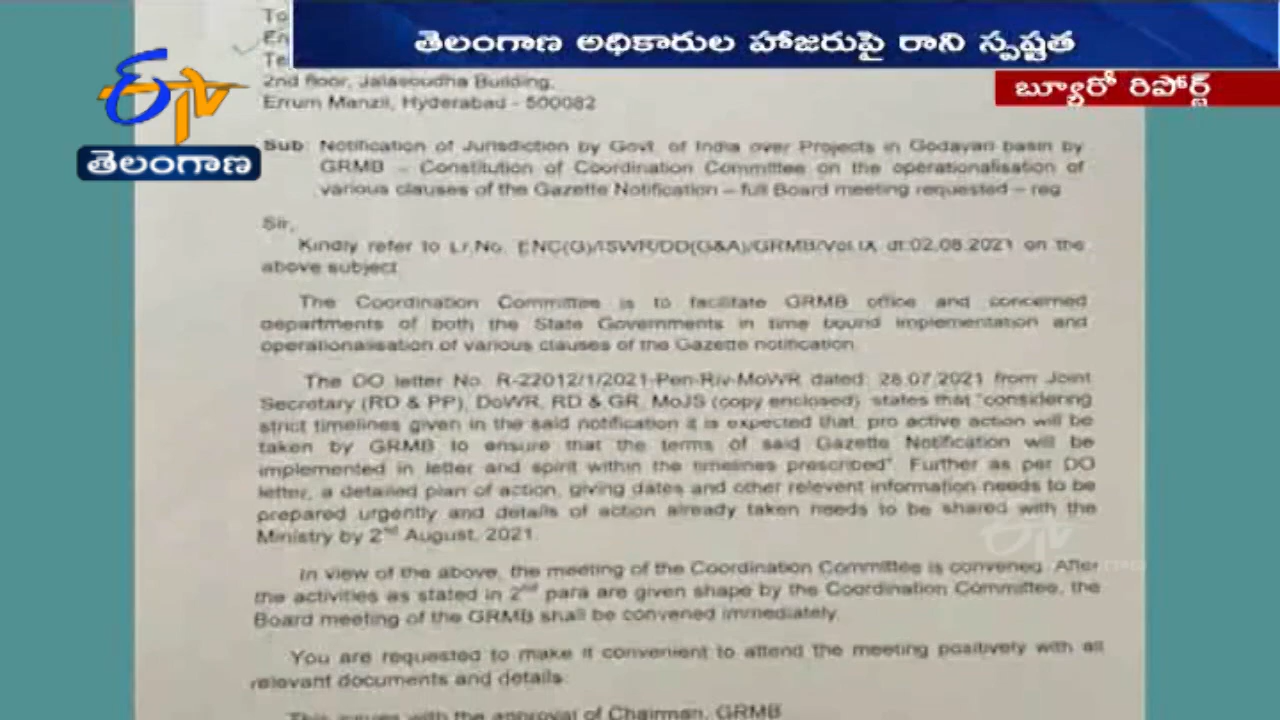 తెలంగాణ అధికారుల హాజరుపై రాని స్పష్టత
బ్యూరో రిపోర్ట్
ETV
తెలంగాణ
To
En
Te
2nd floor, Jalasoudha Building,
Errum Manzil, Hyderabad - 500082
Sub: Notification of Jurisdiction by Govt. of India over Projects in Godavari basin by
GRMB – Constitution of Coordination Committee on the operationalisation of
various clauses of the Gazette Notification – full Board meeting requested – reg
Sir,
Kindly refer to Lr.No. ENC(G)/ISWR/DD(G&A)/GRMB/Vol.IX dt:02.08.2021 on the
above subject.
The Coordination Committee is to facilitate GRMB office and concerned
departments of both the State Governments in time bound implementation and
operationalisation of various clauses of the Gazette notification.
The DO letter No. R-22012/1/2021-Pen-Riv-MoWR dated: 28.07.2021 from Joint
Secretary (RD & PP), DoWR, RD & GR, MoJS (copy enclosed) states that "considering
strict timelines given in the said notification it is expected that, pro active action will be
taken by GRMB to ensure that the terms of said Gazette Notification will be
implemented in letter and spirit within the timelines prescribed". Further as per DO
letter, a detailed plan of action, giving dates and other relevent information needs to be
prepared urgently and details of action already taken needs to be shared with the
Ministry by 2nd August, 2021.
In view of the above, the meeting of the Coordination Committee is convened. After
the activities as stated in 2nd para are given shape by the Coordination Committee, the
Board meeting of the GRMB shall be convened immediately.
You are requested to make it convenient to attend the meeting positively with all
relevant documents and details.
This issues with the approval of Chairman, GRMB